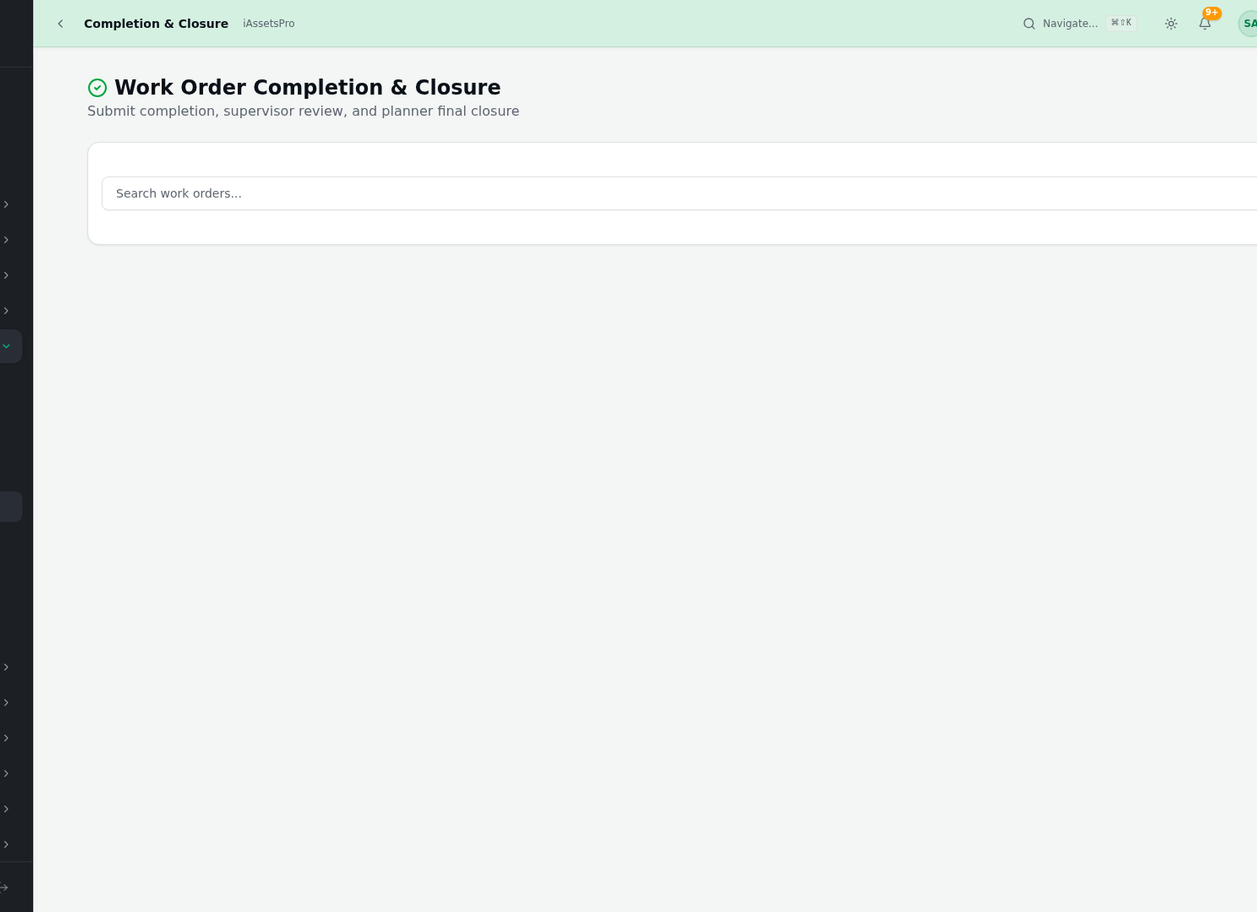 Completion & Closure iAssetsPro Navigate... ⌘⇧K 9+ SA
Work Order Completion & Closure
Submit completion, supervisor review, and planner final closure
Search work orders...